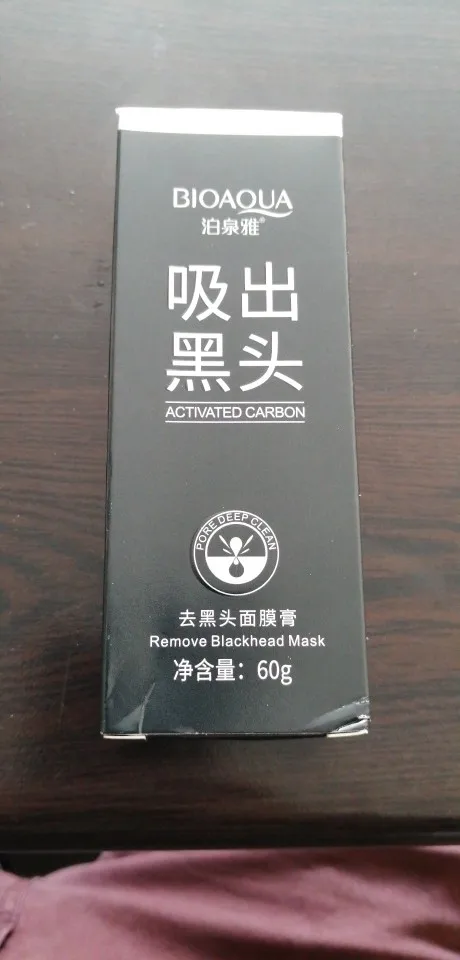 BIOAQUA
泊泉雅®
吸出
黑头
ACTIVATED CARBON
PORE DEEP CLEAN
去黑头面膜膏
Remove Blackhead Mask
净含量：60g